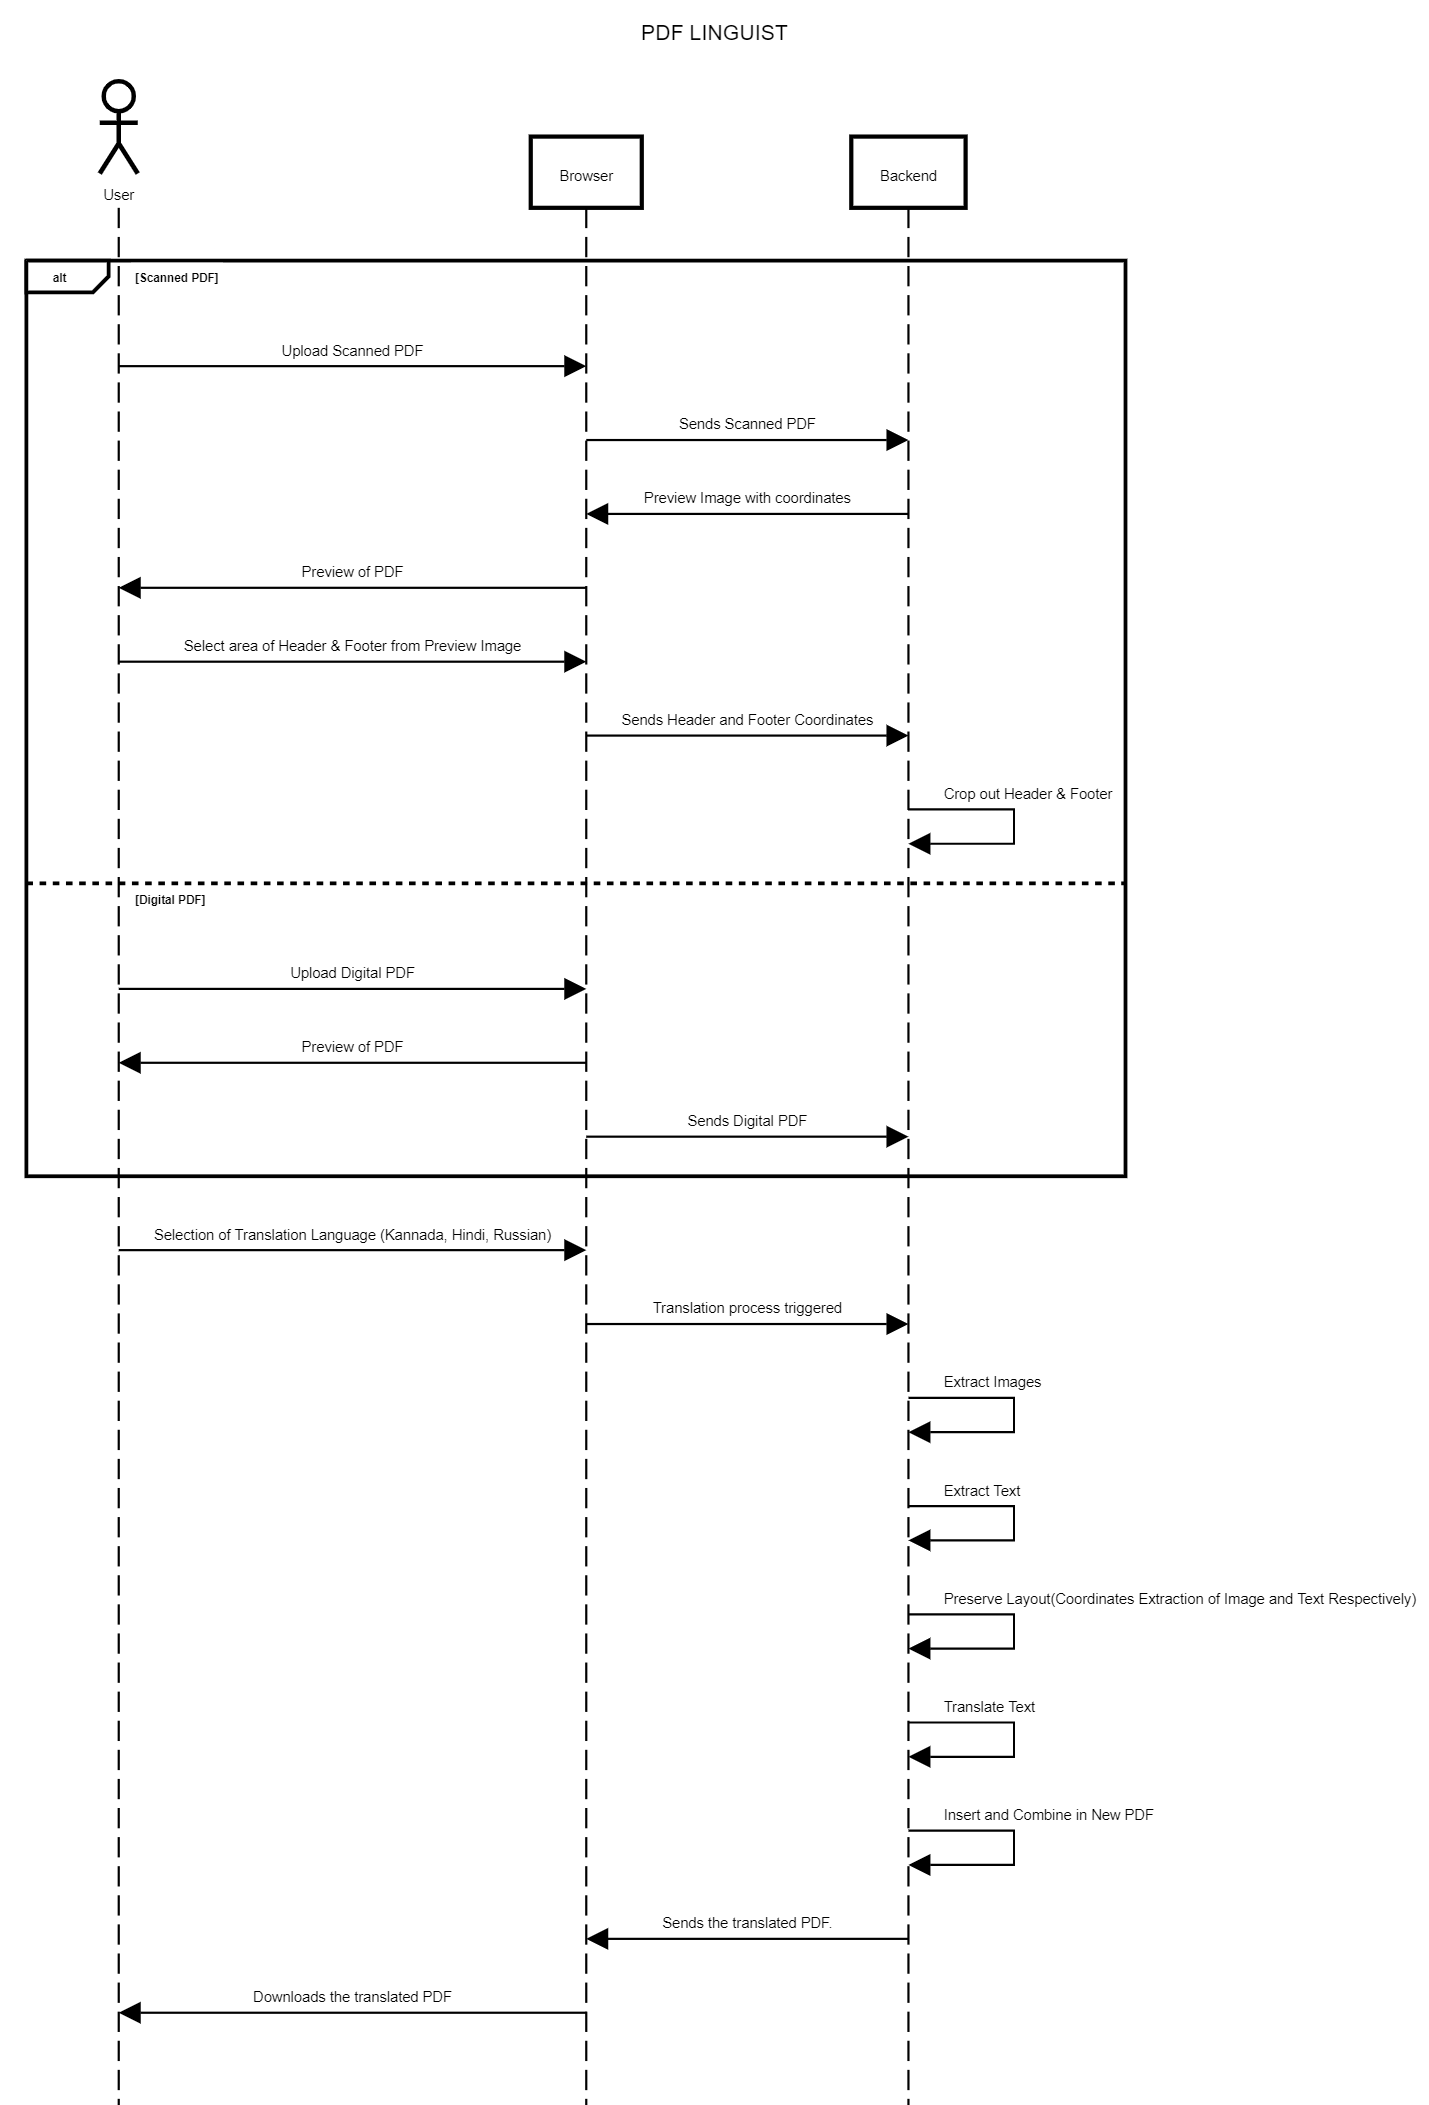 PDF LINGUIST
User
Browser
Backend
alt
[Scanned PDF]
Upload Scanned PDF
Sends Scanned PDF
Preview Image with coordinates
Preview of PDF
Select area of Header & Footer from Preview Image
Sends Header and Footer Coordinates
Crop out Header & Footer
[Digital PDF]
Upload Digital PDF
Preview of PDF
Sends Digital PDF
Selection of Translation Language (Kannada, Hindi, Russian)
Translation process triggered
Extract Images
Extract Text
Preserve Layout(Coordinates Extraction of Image and Text Respectively)
Translate Text
Insert and Combine in New PDF
Sends the translated PDF.
Downloads the translated PDF